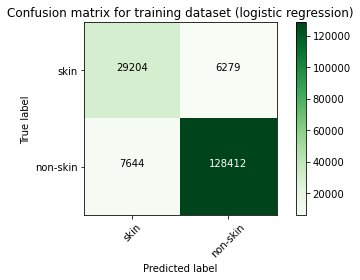 Confusion matrix for training dataset (logistic regression)
True label
skin
non-skin
29204 6279
7644 128412
skin non-skin
Predicted label
120000
100000
80000
60000
40000
20000